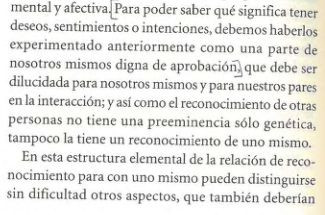 mental y afectiva. Para poder saber qué significa tener
deseos, sentimientos o intenciones, debemos haberlos
experimentado anteriormente como una parte de
nosotros mismos digna de aprobación, que debe ser
dilucidada para nosotros mismos y para nuestros pares
en la interacción; y así como el reconocimiento de otras
personas no tiene una preeminencia sólo genética,
tampoco la tiene un reconocimiento de uno mismo.
En esta estructura elemental de la relación de reco-
nocimiento para con uno mismo pueden distinguirse
sin dificultad otros aspectos, que también deberían